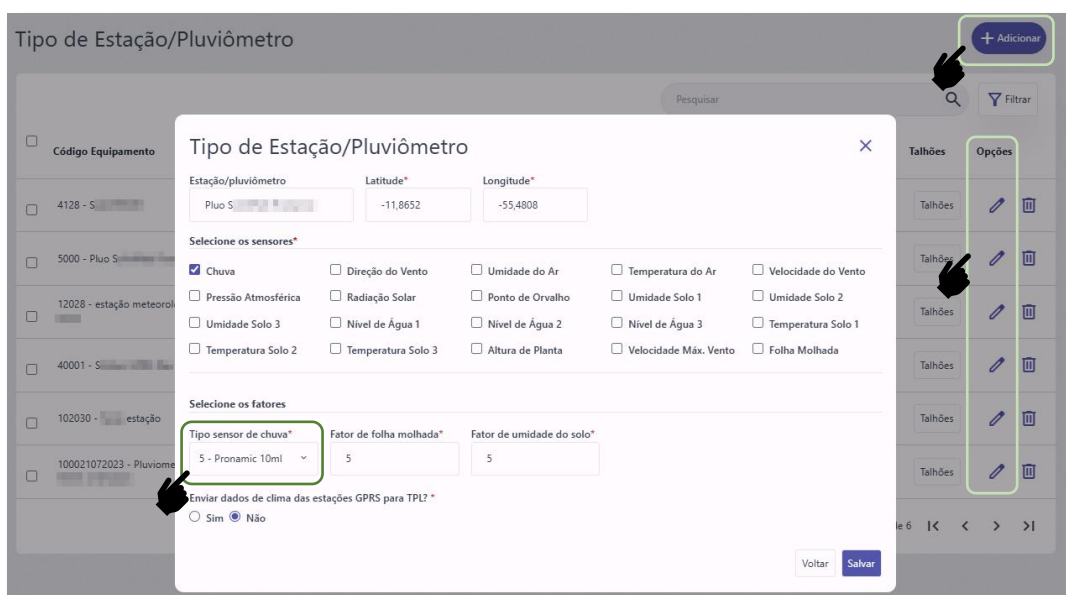 Tipo de Estação/Pluviômetro
+ Adicionar
Pesquisar
Filtrar
Código Equipamento
Talhões
Opções
4128 - S
Talhões
5000 - Pluo S
Talhões
12028 - estação meteorol
Talhões
40001 - S
Talhões
102030 - estação
Talhões
100021072023 - Pluviome
Talhões
de 6
Tipo de Estação/Pluviômetro
Estação/pluviômetro Latitude* Longitude*
Pluo S -11,8652 -55,4808
Selecione os sensores*
Chuva Direção do Vento Umidade do Ar Temperatura do Ar Velocidade do Vento
Pressão Atmosférica Radiação Solar Ponto de Orvalho Umidade Solo 1 Umidade Solo 2
Umidade Solo 3 Nível de Água 1 Nível de Água 2 Nível de Água 3 Temperatura Solo 1
Temperatura Solo 2 Temperatura Solo 3 Altura de Planta Velocidade Máx. Vento Folha Molhada
Selecione os fatores
Tipo sensor de chuva* Fator de folha molhada* Fator de umidade do solo*
5 - Pronamic 10ml 5 5
Enviar dados de clima das estações GPRS para TPL? *
Sim Não
Voltar Salvar